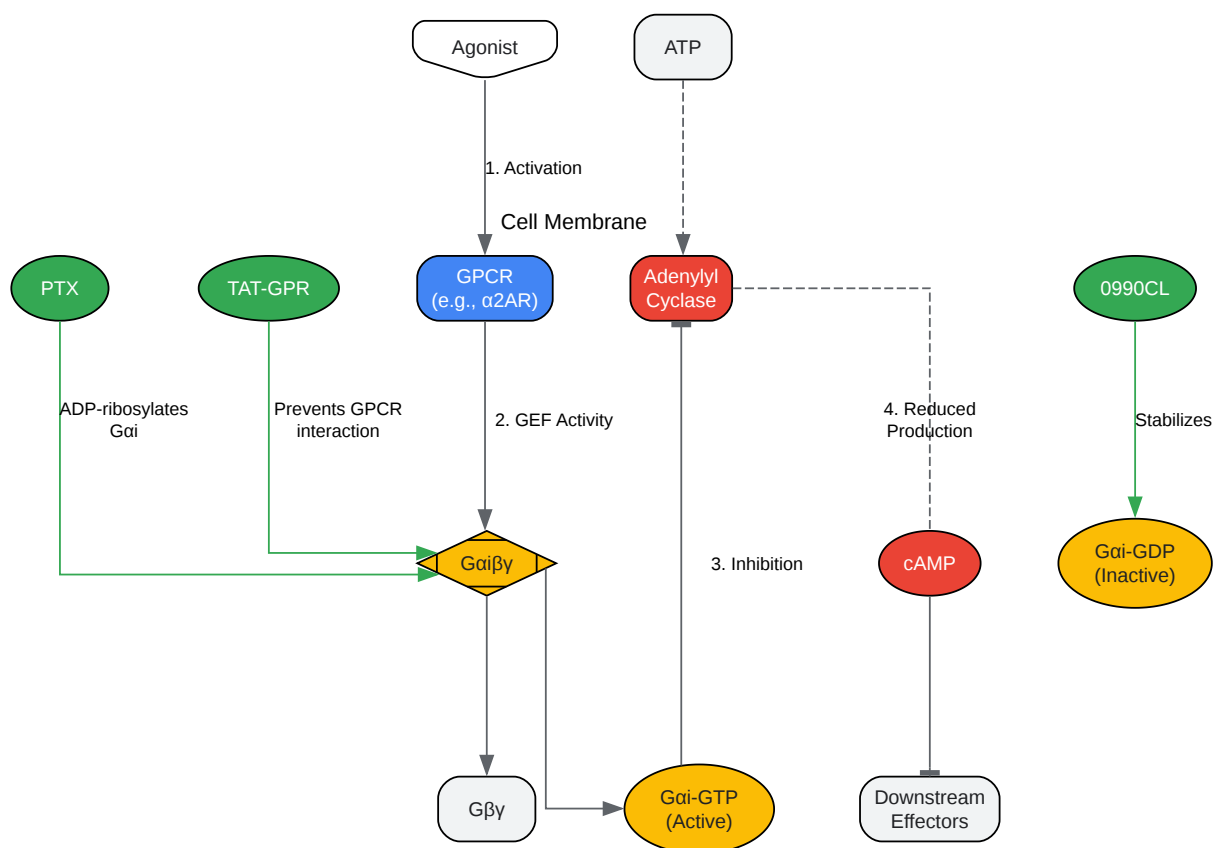 Agonist
ATP
1. Activation
Cell Membrane
PTX
TAT-GPR
GPCR
(e.g., α2AR)
Adenylyl
Cyclase
0990CL
ADP-ribosylates
Gαi
Prevents GPCR
interaction
2. GEF Activity
4. Reduced
Production
Stabilizes
Gαiβγ
3. Inhibition
cAMP
Gαi-GDP
(Inactive)
Gβγ
Gαi-GTP
(Active)
Downstream
Effectors